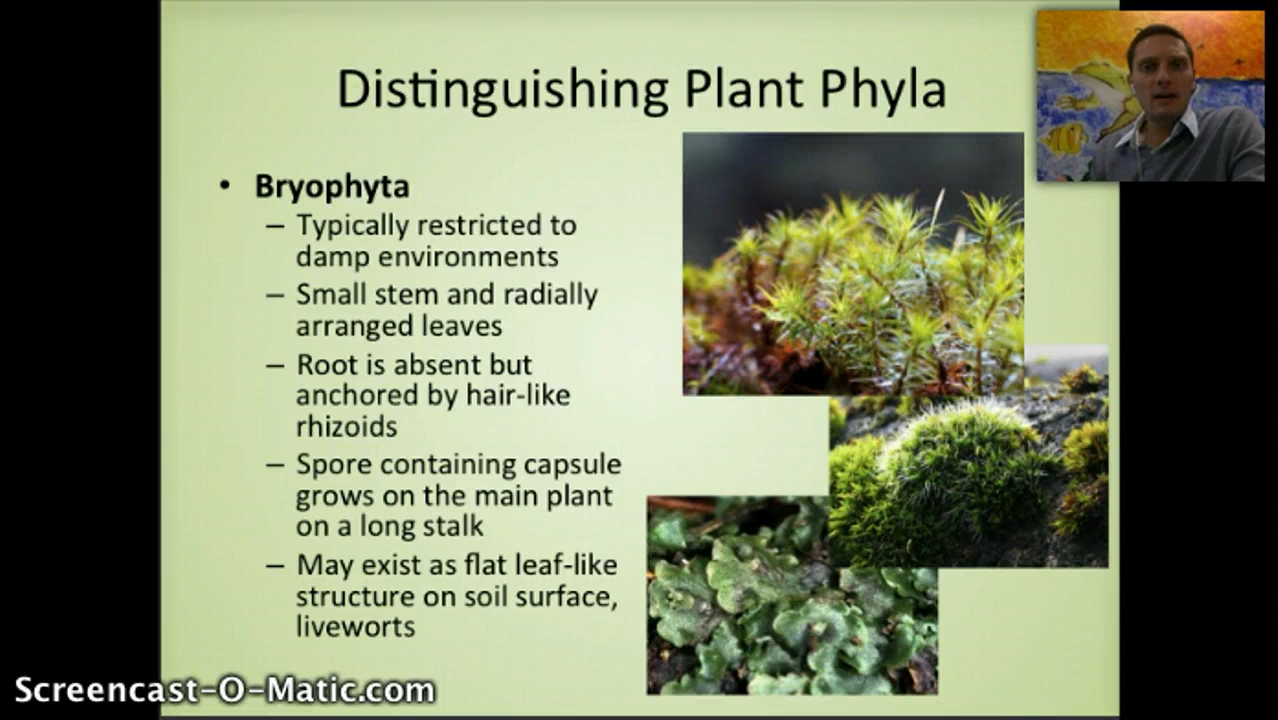 Distinguishing Plant Phyla
• Bryophyta
– Typically restricted to
damp environments
– Small stem and radially
arranged leaves
– Root is absent but
anchored by hair-like
rhizoids
– Spore containing capsule
grows on the main plant
on a long stalk
– May exist as flat leaf-like
structure on soil surface,
liveworts
Screencast-O-Matic.com